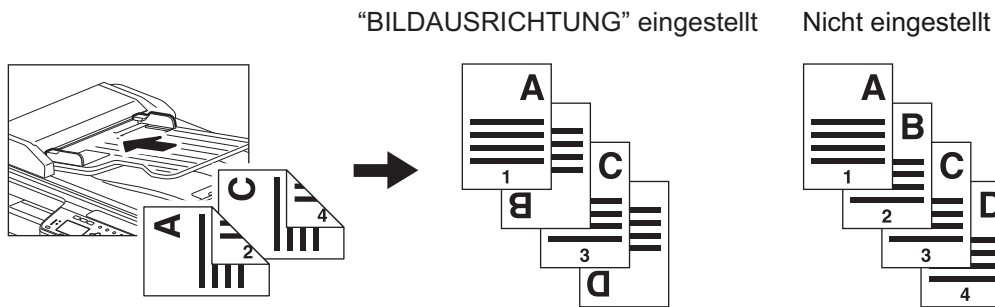 “BILDAUSRICHTUNG” eingestellt
Nicht eingestellt
A
2
C
4
A
1
B
C
3
D
A
1
B
2
C
3
D
4